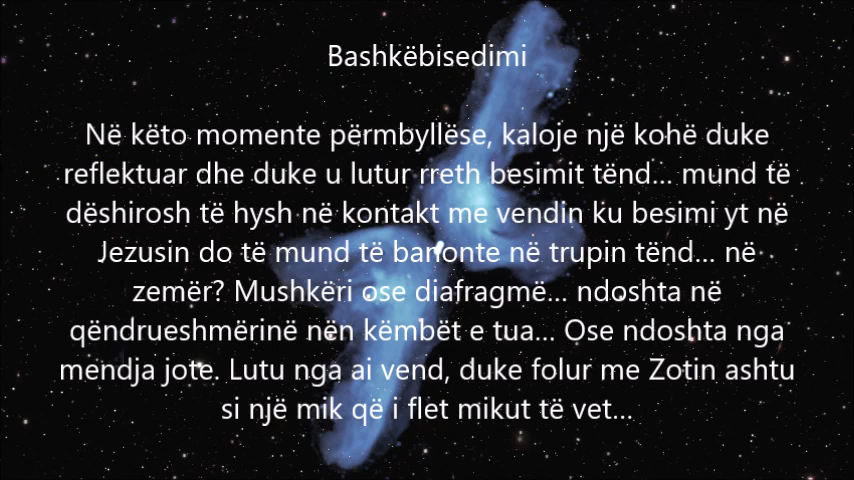 Bashkëbisedimi
Në këto momente përmbyllëse, kaloje një kohë duke
reflektuar dhe duke u lutur rreth besimit tënd... mund të
dëshirosh të hysh në kontakt me vendin ku besimi yt në
Jezusin do të mund të banonte në trupin tënd... në
zemër? Mushkëri ose diafragmë... ndoshta në
qëndrueshmërinë nën këmbët e tua... Ose ndoshta nga
mendja jote. Lutu nga ai vend, duke folur me Zotin ashtu
si një mik që i flet mikut të vet...